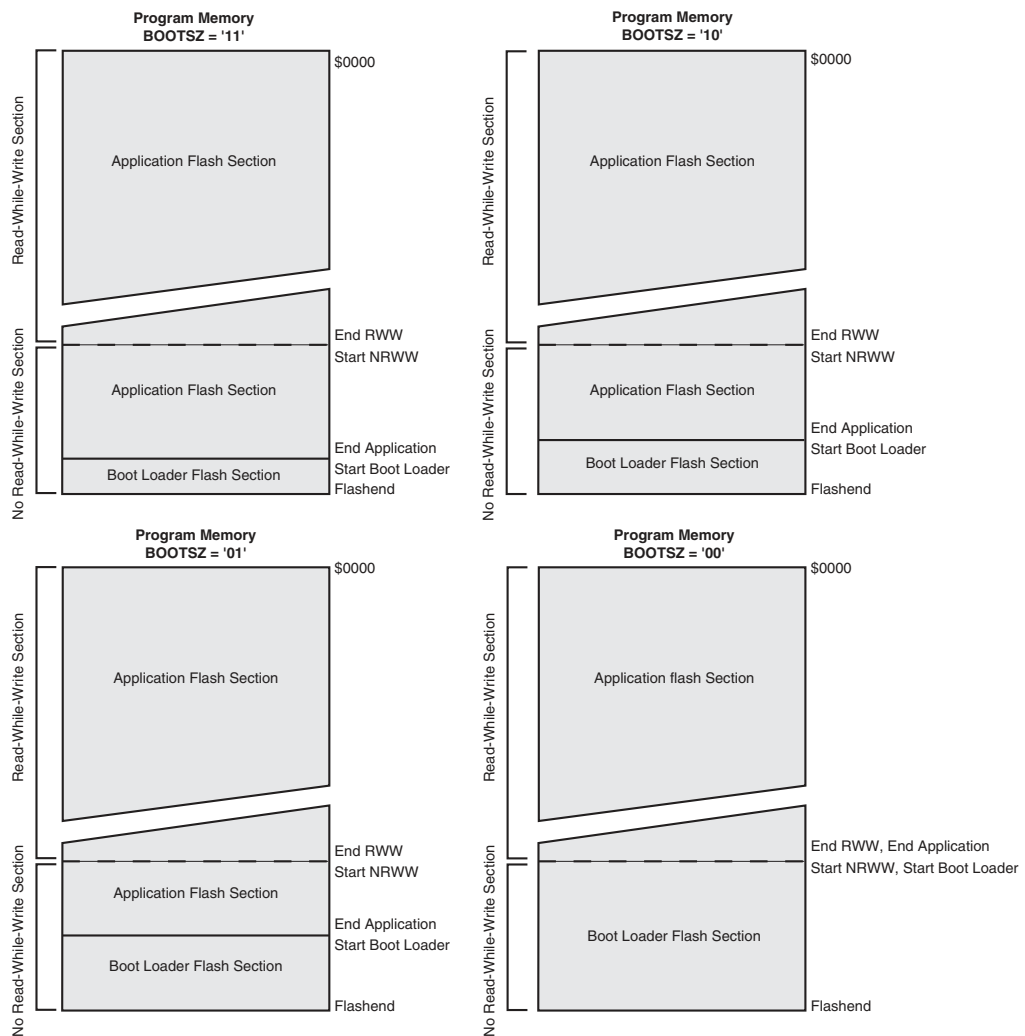 Program Memory
BOOTSZ = '11'
$0000
Read-While-Write Section
Application Flash Section
End RWW
Start NRWW
No Read-While-Write Section
Application Flash Section
End Application
Start Boot Loader
Boot Loader Flash Section
Flashend
Program Memory
BOOTSZ = '10'
$0000
Read-While-Write Section
Application Flash Section
End RWW
Start NRWW
No Read-While-Write Section
Application Flash Section
End Application
Start Boot Loader
Boot Loader Flash Section
Flashend
Program Memory
BOOTSZ = '01'
$0000
Read-While-Write Section
Application Flash Section
End RWW
Start NRWW
No Read-While-Write Section
Application Flash Section
End Application
Start Boot Loader
Boot Loader Flash Section
Flashend
Program Memory
BOOTSZ = '00'
$0000
Read-While-Write Section
Application flash Section
End RWW, End Application
Start NRWW, Start Boot Loader
No Read-While-Write Section
Boot Loader Flash Section
Flashend